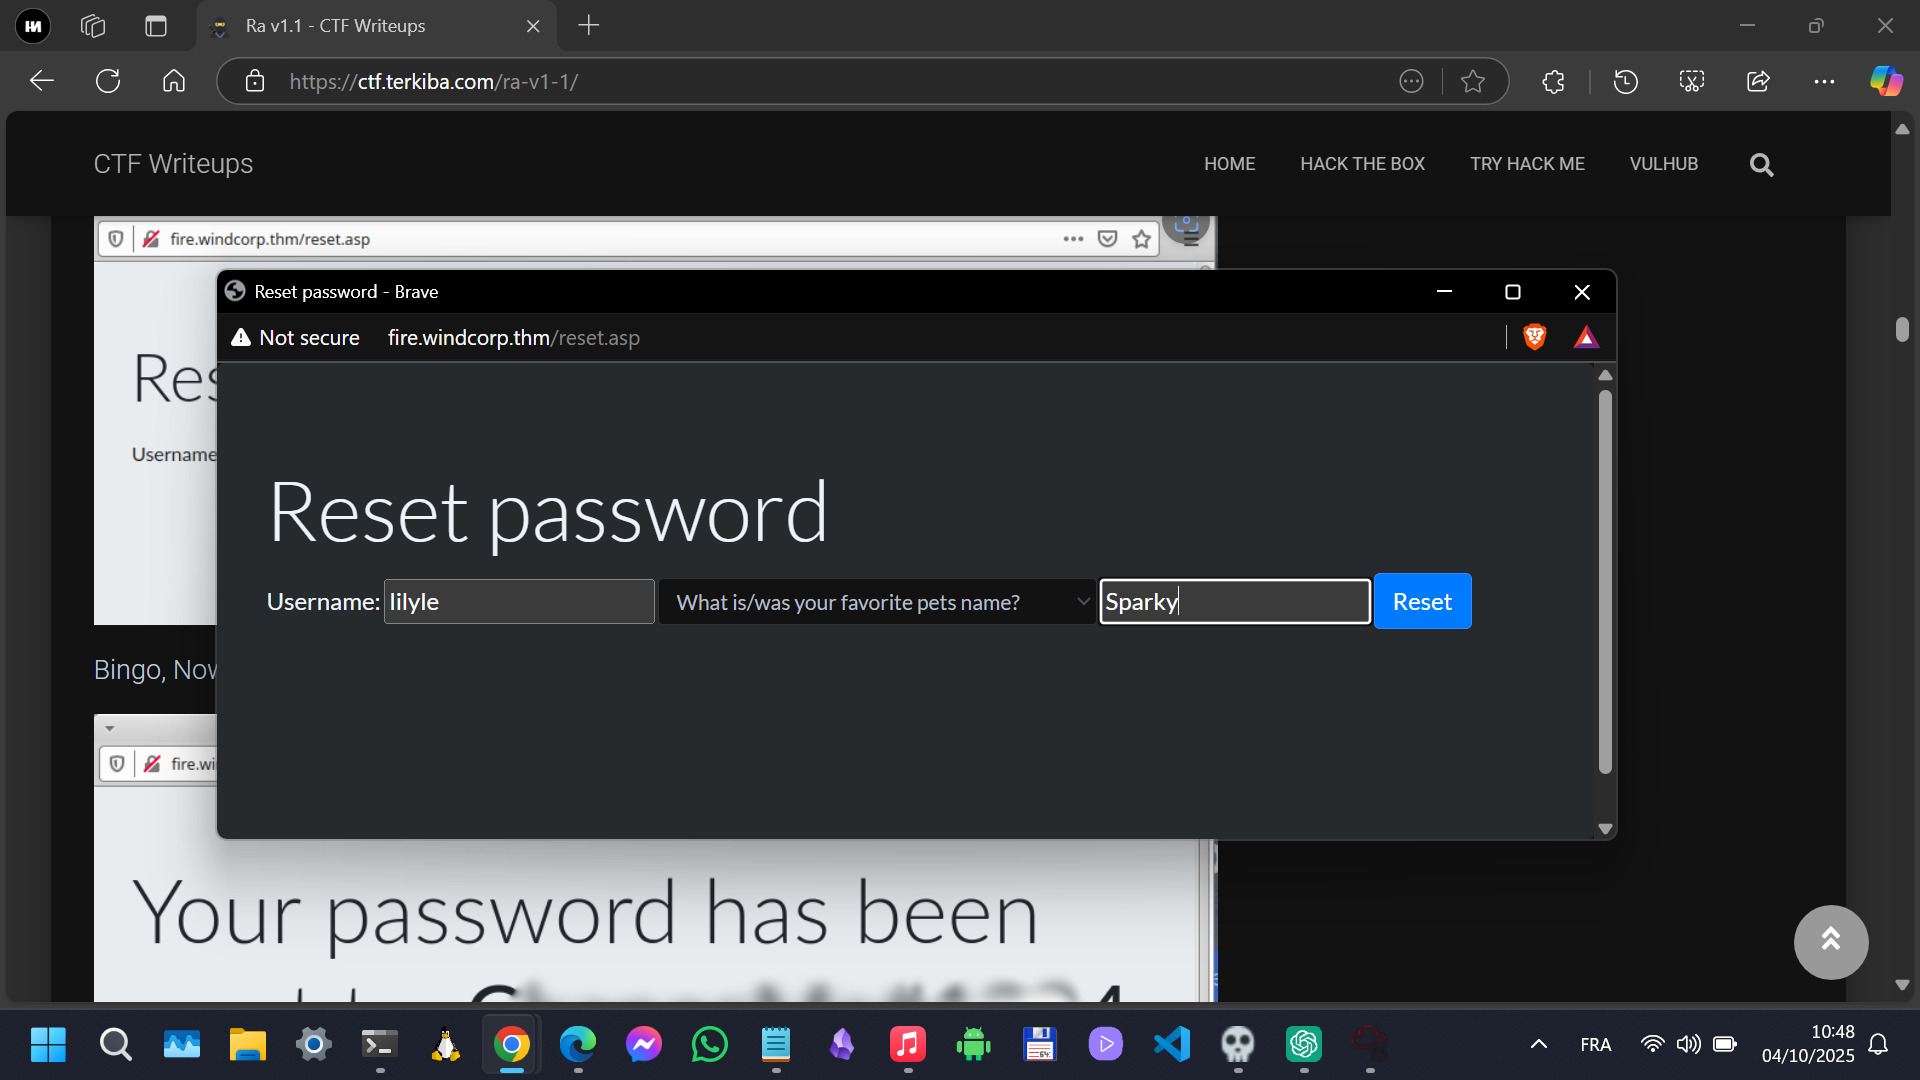 Ra v1.1 - CTF Writeups
https://ctf.terkiba.com/ra-v1-1/
CTF Writeups
HOME
HACK THE BOX
TRY HACK ME
VULHUB
fire.windcorp.thm/reset.asp
Reset password - Brave
Not secure
fire.windcorp.thm/reset.asp
Res
Username
Reset password
Username: lilyle What is/was your favorite pets name? Sparky Reset
Bingo, Now
fire.wi
Your password has been
FRA
10:48
04/10/2025